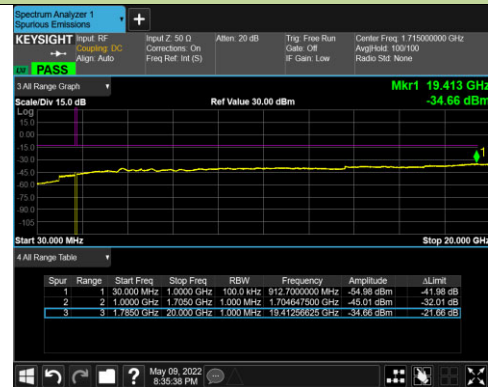 Spectrum Analyzer 1
Spurious Emissions
+
KEYSIGHT Input: RF Input Z: 50 Ω Atten: 20 dB Trig: Free Run Center Freq: 1.715000000 GHz
Coupling: DC Corrections: On Gate: Off Avg|Hold: 100/100
Align: Auto Freq Ref: Int (S) IF Gain: Low Radio Std: None
PASS
3 All Range Graph
Mkr1 19.413 GHz
Scale/Div 15.0 dB Ref Value 30.00 dBm -34.66 dBm
Log
15.0
0.00
-15.0
-30.0
-45.0
-60.0
-75.0
-90.0
-105
1
Start 30.000 MHz Stop 20.000 GHz
4 All Range Table
Spur Range Start Freq Stop Freq RBW Frequency Amplitude ΔLimit
1 1 30.000 MHz 1.0000 GHz 100.0 kHz 912.7000000 MHz -54.98 dBm -41.98 dB
2 2 1.0000 GHz 1.7050 GHz 1.000 MHz 1.704647500 GHz -45.01 dBm -32.01 dB
3 3 1.7850 GHz 20.000 GHz 1.000 MHz 19.41256625 GHz -34.66 dBm -21.66 dB
May 09, 2022
8:35:38 PM